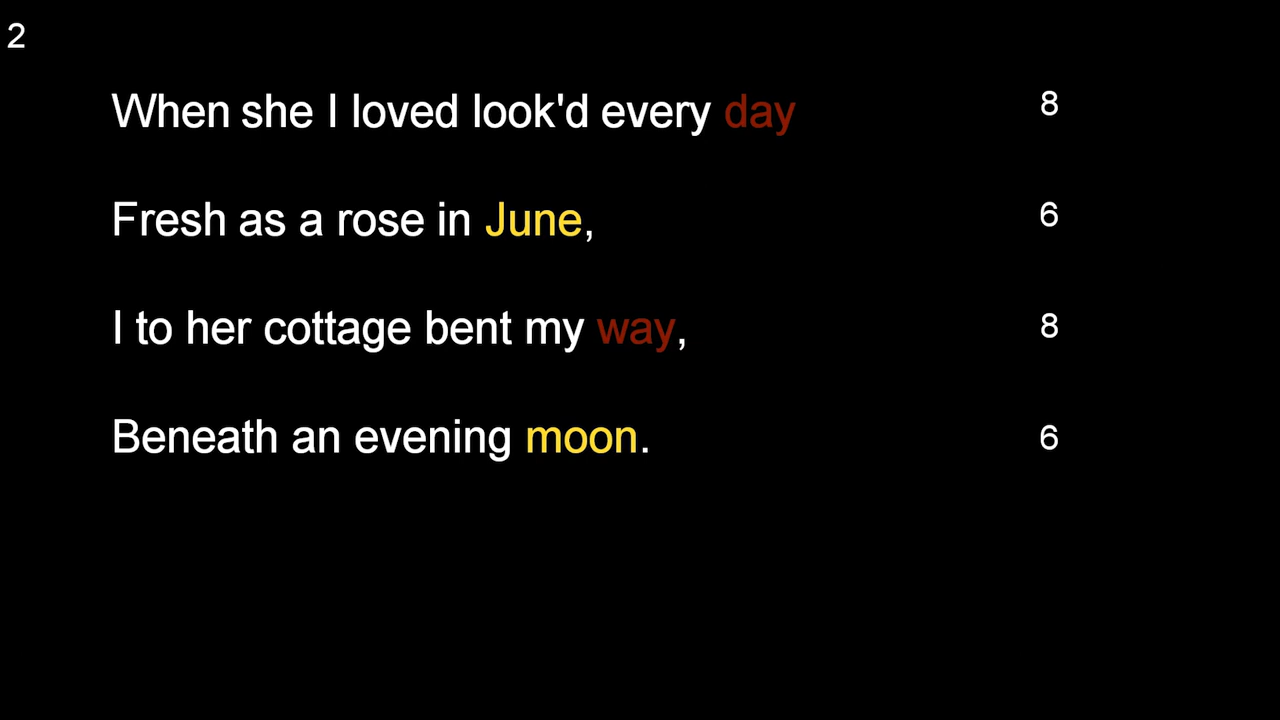 2
When she I loved look'd every day 8
Fresh as a rose in June, 6
I to her cottage bent my way, 8
Beneath an evening moon. 6